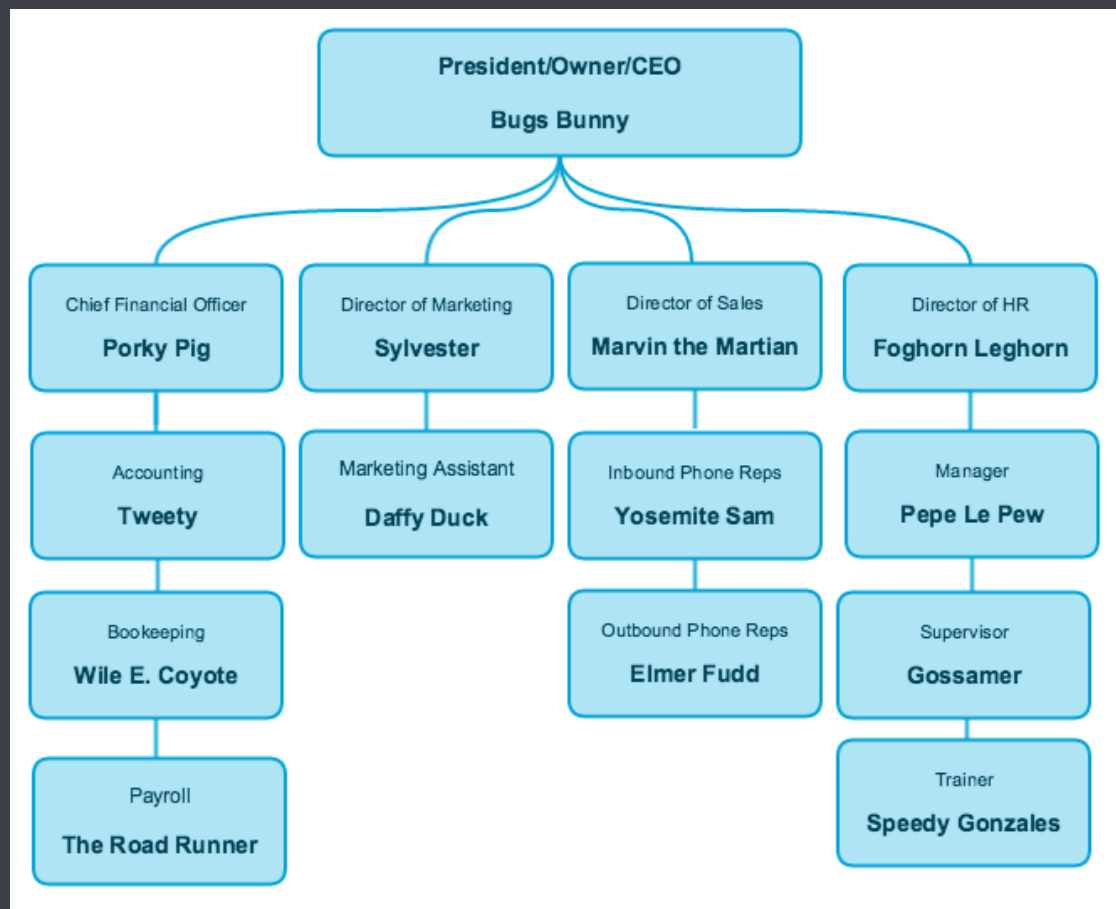 President/Owner/CEO
Bugs Bunny
Chief Financial Officer
Porky Pig
Director of Marketing
Sylvester
Director of Sales
Marvin the Martian
Director of HR
Foghorn Leghorn
Accounting
Tweety
Marketing Assistant
Daffy Duck
Inbound Phone Reps
Yosemite Sam
Manager
Pepe Le Pew
Bookeeping
Wile E. Coyote
Outbound Phone Reps
Elmer Fudd
Supervisor
Gossamer
Payroll
The Road Runner
Trainer
Speedy Gonzales